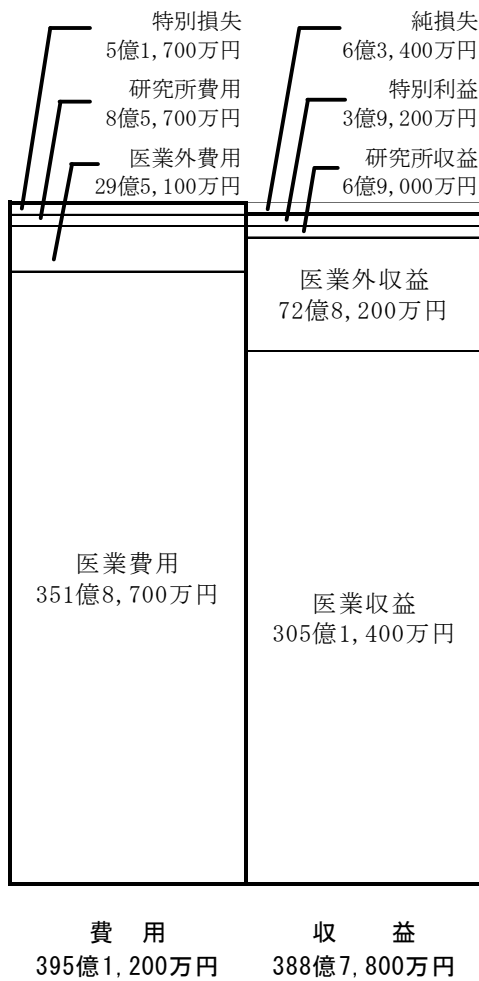 特別損失
5億1,700万円
研究所費用
8億5,700万円
医業外費用
29億5,100万円
医業費用
351億8,700万円
費 用
395億1,200万円
純損失
6億3,400万円
特別利益
3億9,200万円
研究所収益
6億9,000万円
医業外収益
72億8,200万円
医業収益
305億1,400万円
収 益
388億7,800万円